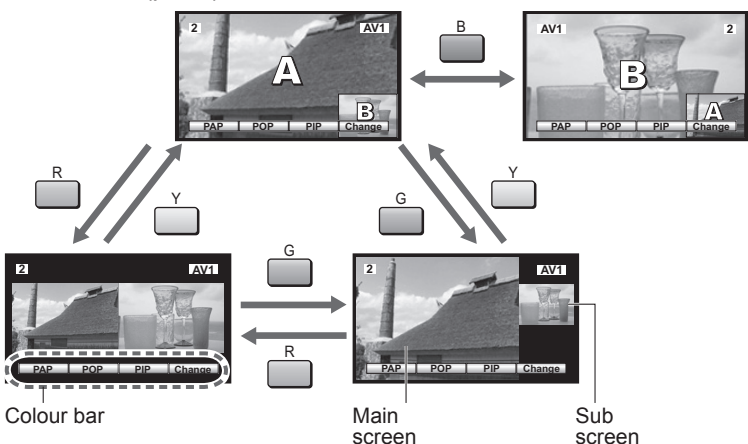 2 AV1
A
B
PAP POP PIP Change
B
AV1 2
B
A
PAP POP PIP Change
R
Y
G
Y
2 AV1
PAP POP PIP Change
G
R
2 AV1
PAP POP PIP Change
Colour bar
Main
screen
Sub
screen